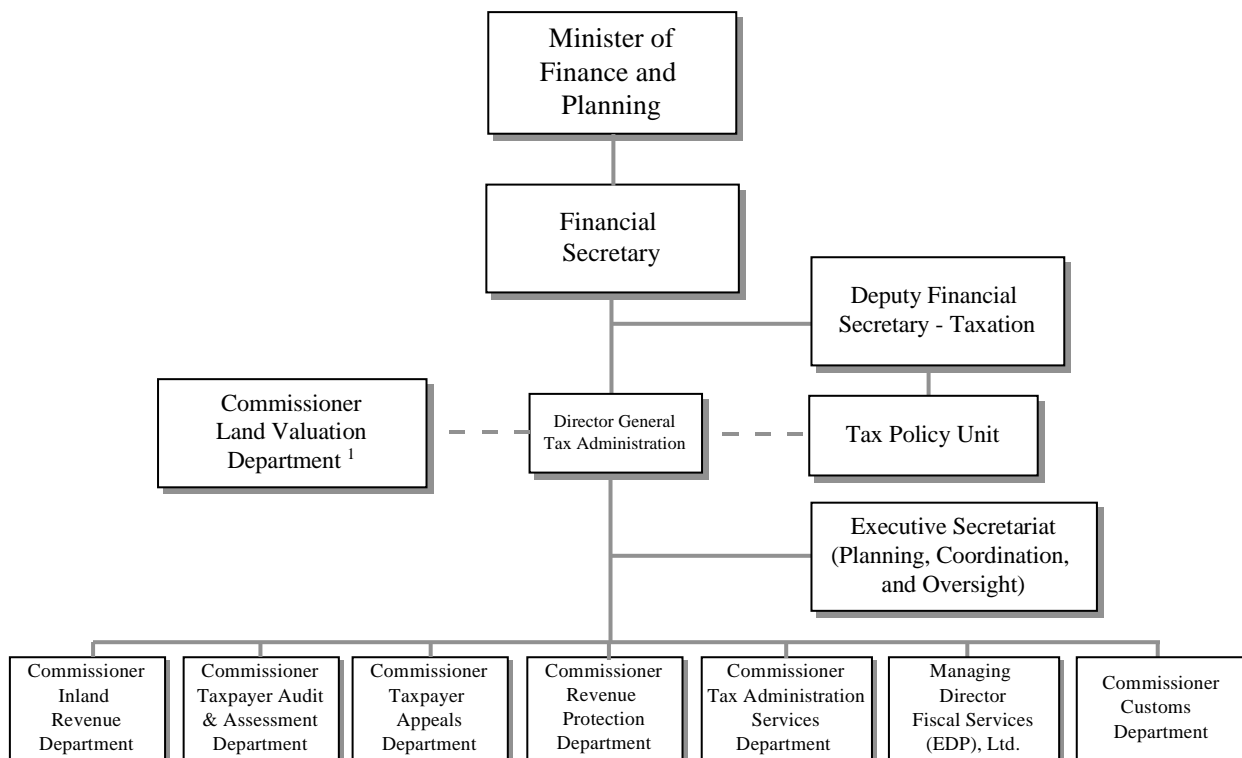 Minister of
Finance and
Planning
Financial
Secretary
Deputy Financial
Secretary - Taxation
Commissioner
Land Valuation
Department 1
Director General
Tax Administration
Tax Policy Unit
Executive Secretariat
(Planning, Coordination,
and Oversight)
Commissioner
Inland
Revenue
Department
Commissioner
Taxpayer Audit
& Assessment
Department
Commissioner
Taxpayer
Appeals
Department
Commissioner
Revenue
Protection
Department
Commissioner
Tax Administration
Services
Department
Managing
Director
Fiscal Services
(EDP), Ltd.
Commissioner
Customs
Department